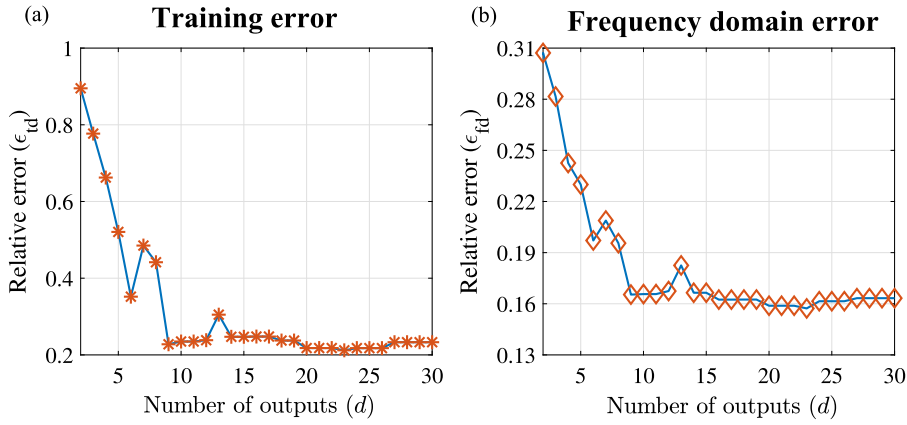 (a)
Training error
1
0.8
0.6
0.4
0.2
5 10 15 20 25 30
Relative error (ϵtd)
Number of outputs (d)
(b)
Frequency domain error
0.31
0.28
0.25
0.22
0.19
0.16
0.13
5 10 15 20 25 30
Relative error (ϵfd)
Number of outputs (d)